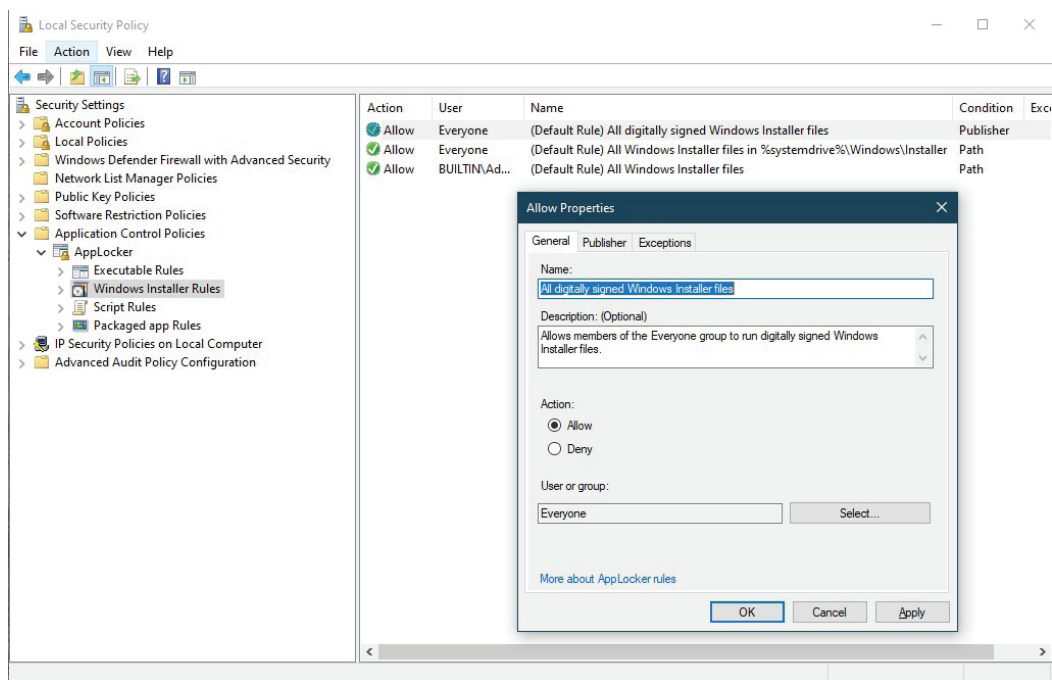 Local Security Policy
File Action View Help
Security Settings
Account Policies
Local Policies
Windows Defender Firewall with Advanced Security
Network List Manager Policies
Public Key Policies
Software Restriction Policies
Application Control Policies
AppLocker
Executable Rules
Windows Installer Rules
Script Rules
Packaged app Rules
IP Security Policies on Local Computer
Advanced Audit Policy Configuration
Action User Name Condition Exc
Allow Everyone (Default Rule) All digitally signed Windows Installer files Publisher
Allow Everyone (Default Rule) All Windows Installer files in %systemdrive%\Windows\Installer Path
Allow BUILTIN\Ad... (Default Rule) All Windows Installer files Path
Allow Properties
General Publisher Exceptions
Name:
All digitally signed Windows Installer files
Description: (Optional)
Allows members of the Everyone group to run digitally signed Windows
Installer files.
Action:
Allow
Deny
User or group:
Everyone Select...
More about AppLocker rules
OK Cancel Apply